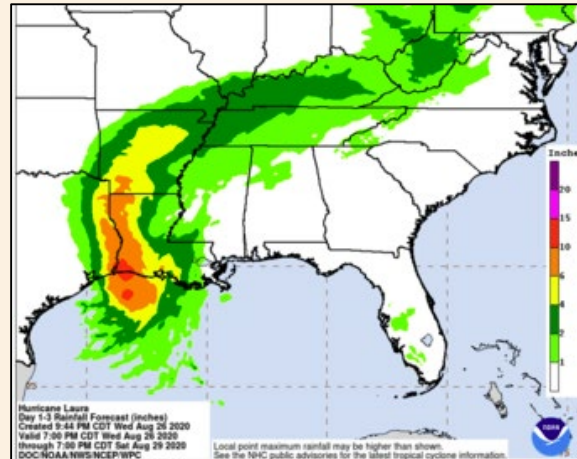 Inches
20
15
10
6
4
2
1
Hurricane Laura
Day 1-3 Rainfall Forecast (inches)
Created 9:44 PM CDT Wed Aug 26 2020
Valid 7:00 PM CDT Wed Aug 26 2020
through 7:00 PM CDT Sat Aug 29 2020
DOC/NOAA/NWS/NCEP/WPC
Local point maximum rainfall may be higher than shown.
See the NHC public advisories for the latest tropical cyclone information.
NOAA